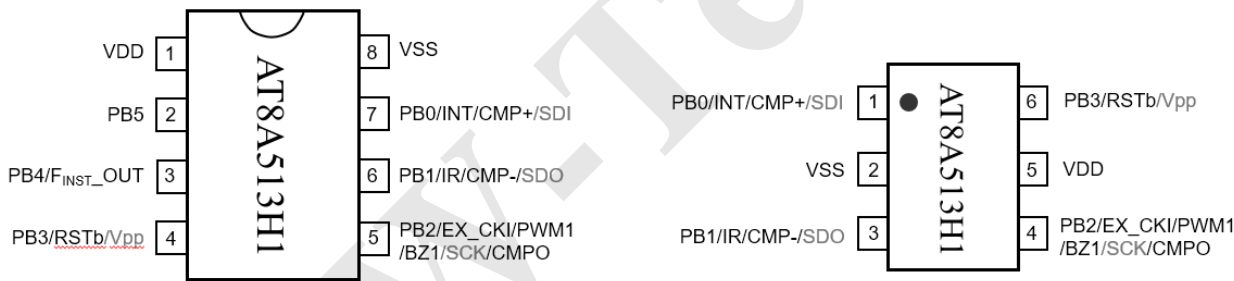 VDD 1
8 VSS
PB5 2
7 PB0/INT/CMP+/SDI
PB4/FINST_OUT 3
6 PB1/IR/CMP-/SDO
PB3/RSTb/Vpp 4
5 PB2/EX_CKI/PWM1
/BZ1/SCK/CMPO
AT8A513H1
PB0/INT/CMP+/SDI 1
6 PB3/RSTb/Vpp
VSS 2
5 VDD
PB1/IR/CMP-/SDO 3
4 PB2/EX_CKI/PWM1
/BZ1/SCK/CMPO
AT8A513H1